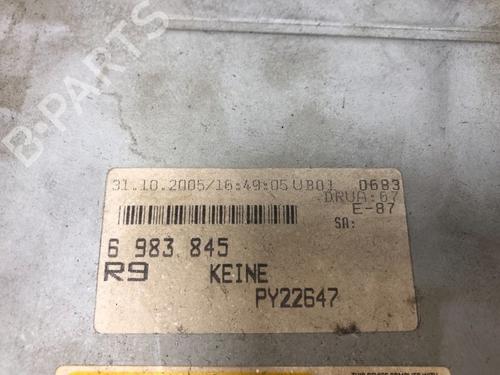 B-PARTS
31.10.2005/16:49:05 UB01 0683
DRUA:67
E-87
SA:
6 983 845
R9 KEINE
PY22647